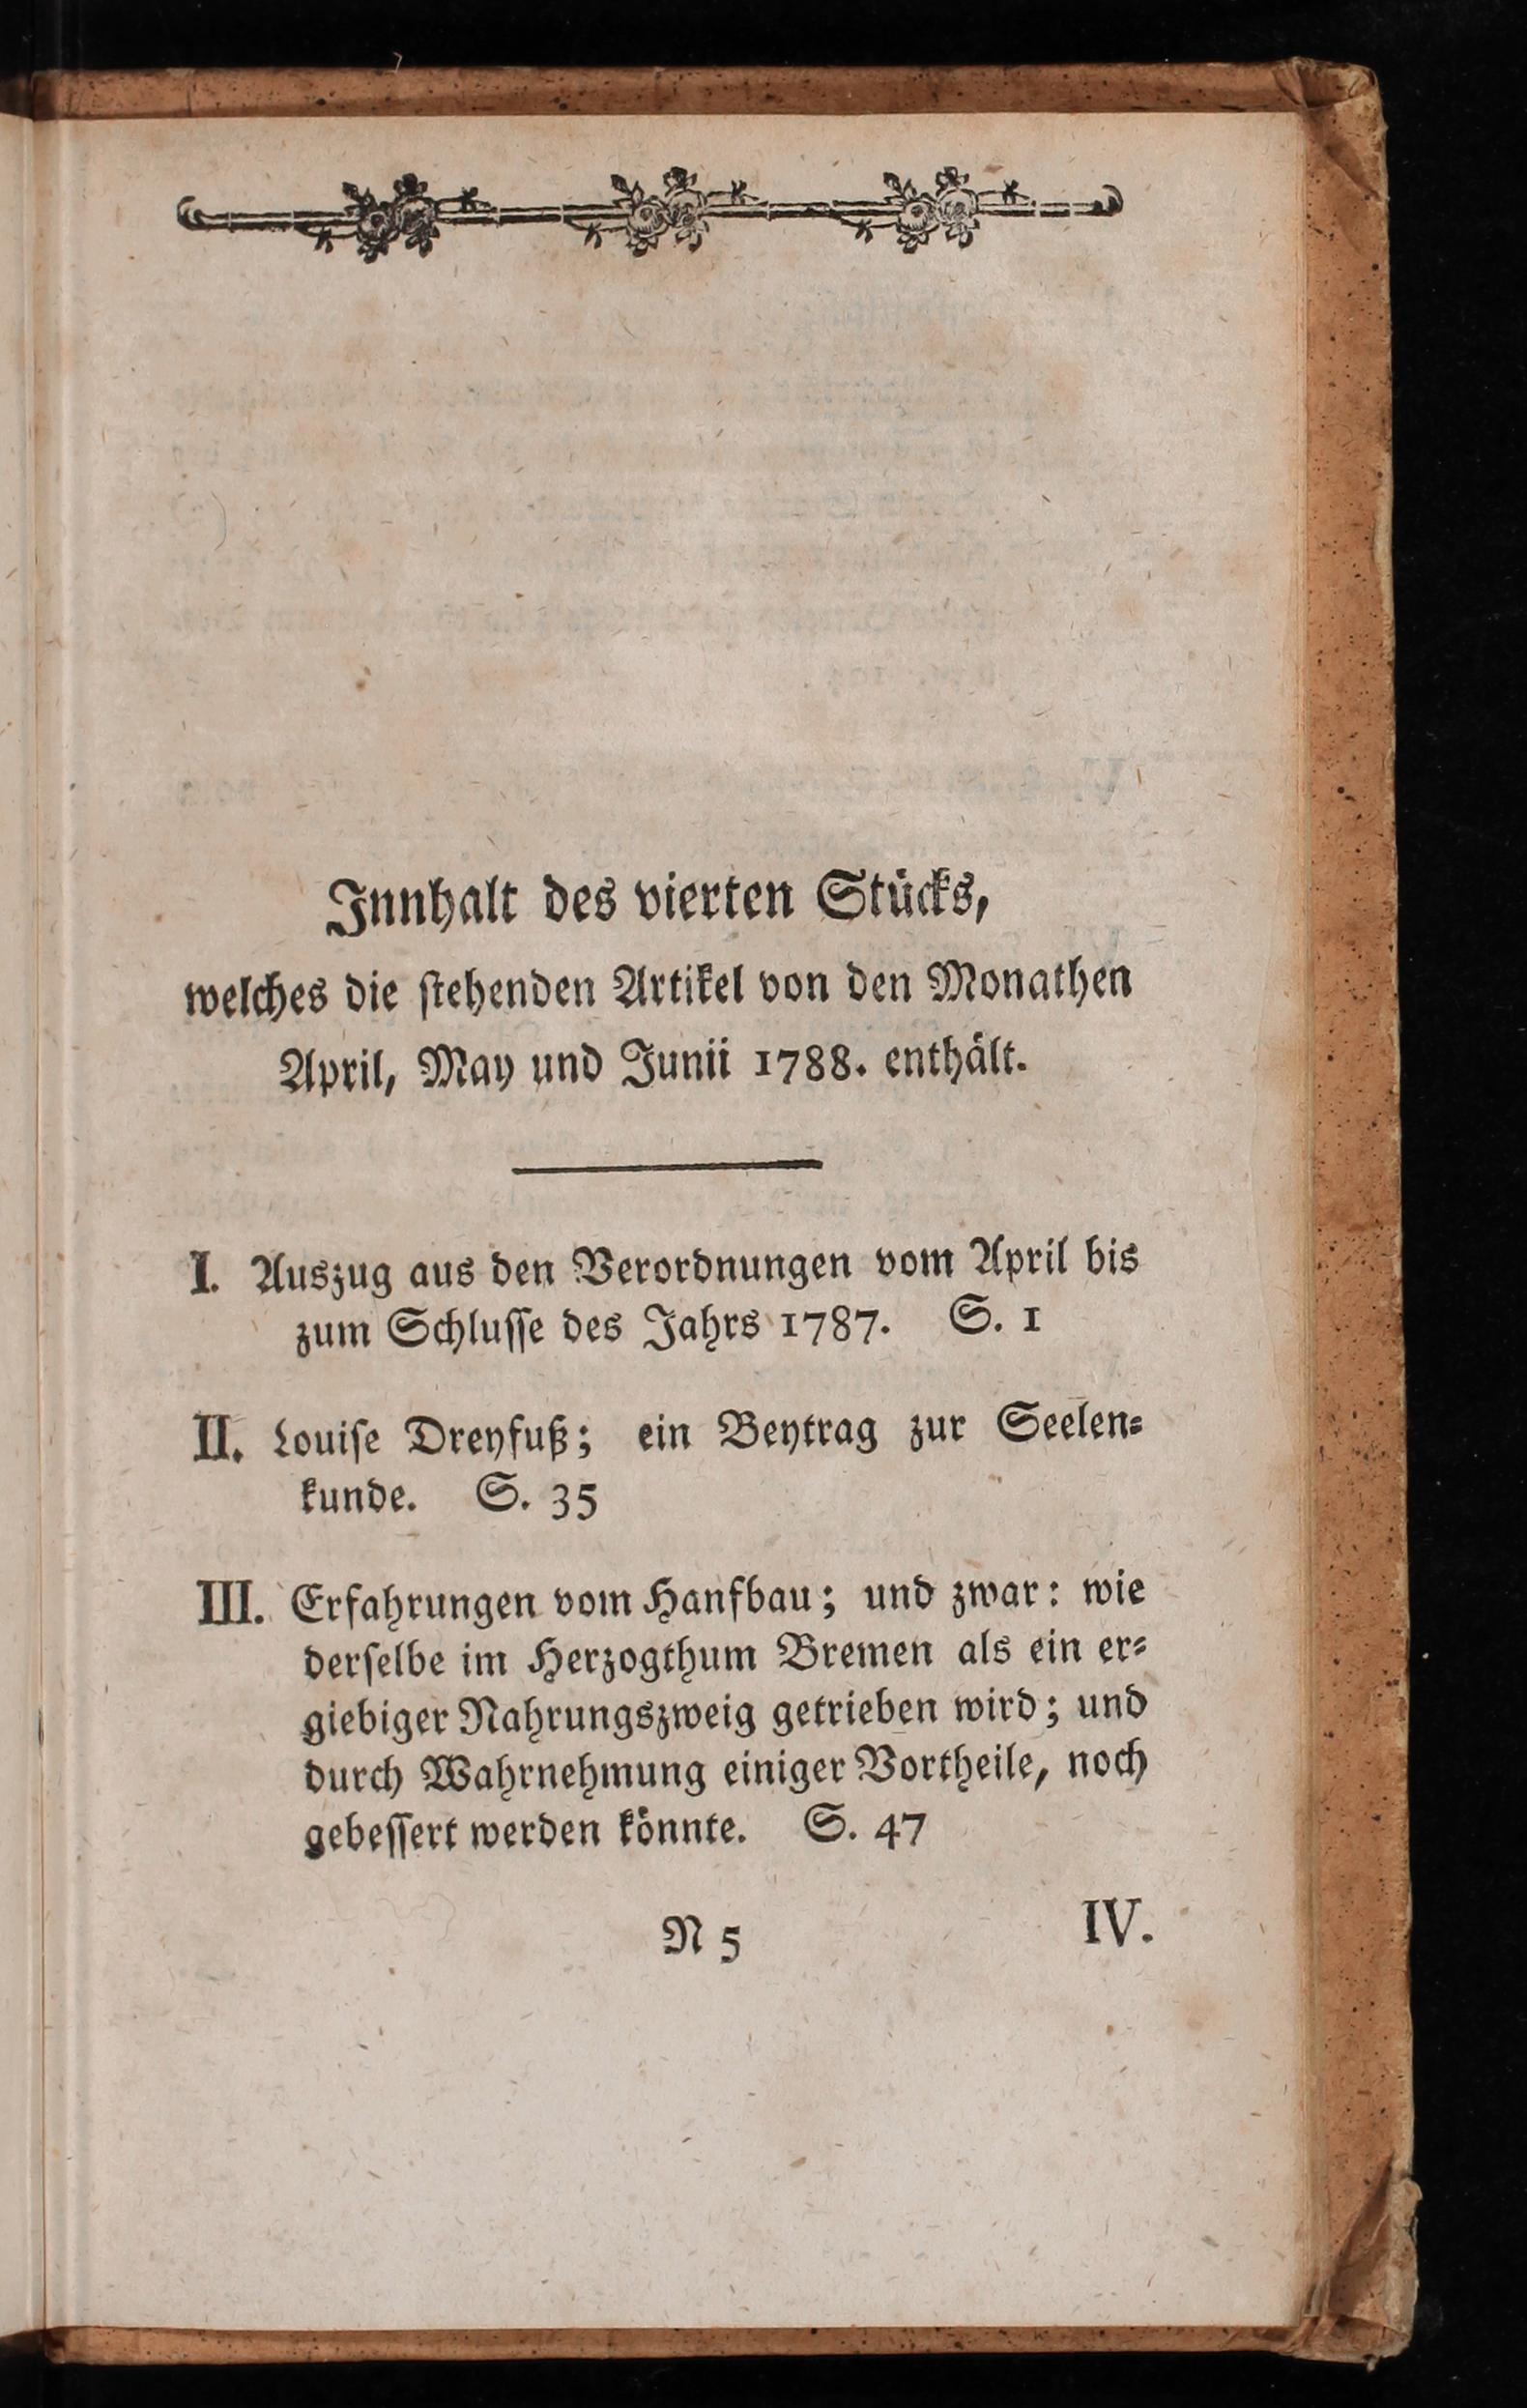 Innhalt des vierten Stücks,
welches die ſtehenden Artikel von den Monathen
April, May und Junii 1788. enthält.
I. Auszug aus den Verordnungen vom April bis
zum Schluſſe des Jahrs 1787. S. 1
II. Louiſe Dreyfuß; ein Beytrag zur Seelen⸗
kunde. S. 35
III. Erfahrungen vom Hanfbau; und zwar: wie
derſelbe im Herzogthum Bremen als ein er⸗
giebiger Nahrungszweig getrieben wird; und
durch Wahrnehmung einiger Vortheile, noch
gebeſſert werden könnte. S. 47
N 5 IV.